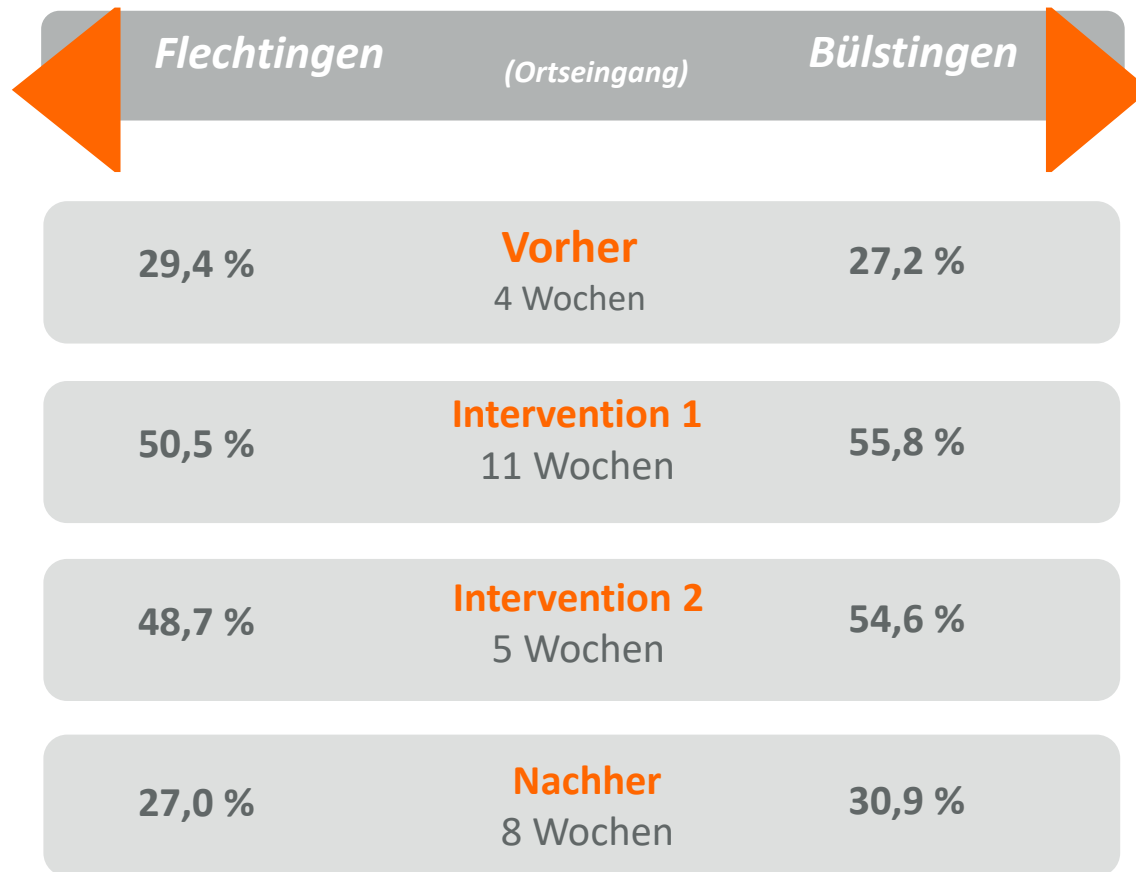 Flechtingen (Ortseingang) Bülstingen
29,4 % Vorher 27,2 %
4 Wochen
50,5 % Intervention 1 55,8 %
11 Wochen
48,7 % Intervention 2 54,6 %
5 Wochen
27,0 % Nachher 30,9 %
8 Wochen